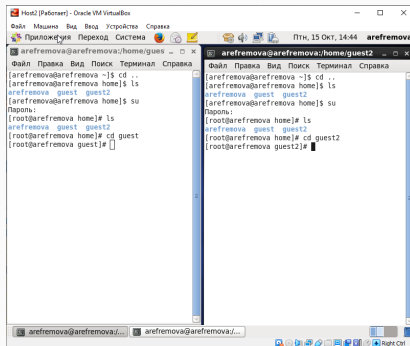 Host2 [Работает] - Oracle VM VirtualBox
Файл Машина Вид Ввод Устройства Справка
Приложения Переход Система Птн, 15 Окт, 14:44 arefremova
arefremova@arefremova:/home/gues
Файл Правка Вид Поиск Терминал Справка
[arefremova@arefremova ~]$ cd ..
[arefremova@arefremova home]$ ls
arefremova guest guest2
[arefremova@arefremova home]$ su
Пароль:
[root@arefremova home]# ls
arefremova guest guest2
[root@arefremova home]# cd guest
[root@arefremova guest]#
arefremova@arefremova:/home/guest2
Файл Правка Вид Поиск Терминал Справка
[arefremova@arefremova ~]$ cd ..
[arefremova@arefremova home]$ ls
arefremova guest guest2
[arefremova@arefremova home]$ su
Пароль:
[root@arefremova home]# ls
arefremova guest guest2
[root@arefremova home]# cd guest2
[root@arefremova guest2]#
arefremova@arefremova:/... arefremova@arefremova:/...
Right Ctrl